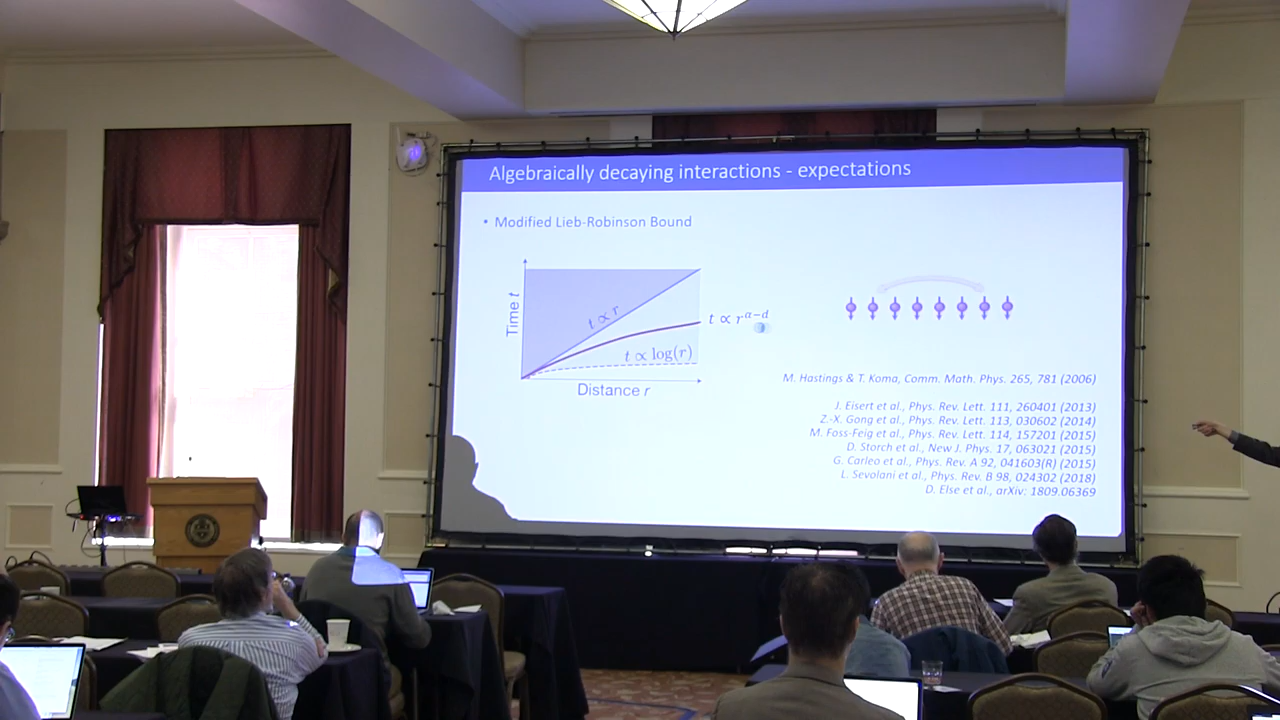 Algebraically decaying interactions - expectations
• Modified Lieb-Robinson Bound
Time t
t ∝ r
t ∝ r^{α-d}
t ∝ log(r)
Distance r
M. Hastings & T. Koma, Comm. Math. Phys. 265, 781 (2006)
J. Eisert et al., Phys. Rev. Lett. 111, 260401 (2013)
Z.-X. Gong et al., Phys. Rev. Lett. 113, 030602 (2014)
M. Foss-Feig et al., Phys. Rev. Lett. 114, 157201 (2015)
D. Storch et al., New J. Phys. 17, 063021 (2015)
G. Carleo et al., Phys. Rev. A 92, 041603(R) (2015)
L. Sevolani et al., Phys. Rev. B 98, 024302 (2018)
D. Else et al., arXiv: 1809.06369